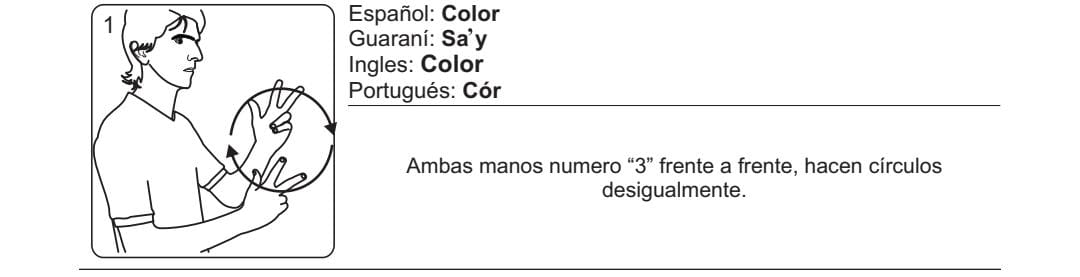 1
Español: Color
Guaraní: Sa’y
Ingles: Color
Portugués: Cór
Ambas manos numero “3” frente a frente, hacen círculos
desigualmente.